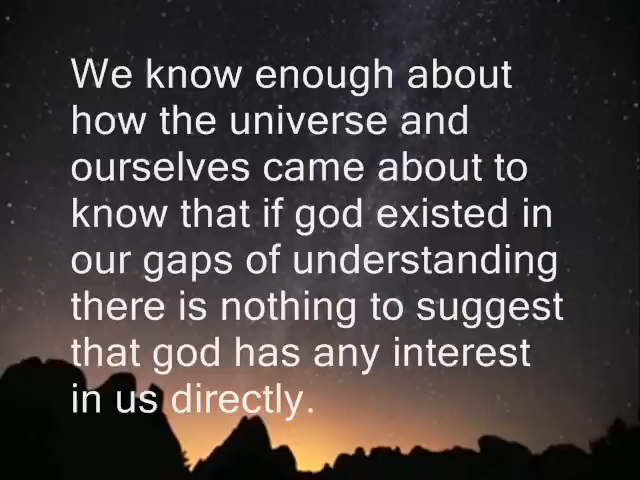 We know enough about
how the universe and
ourselves came about to
know that if god existed in
our gaps of understanding
there is nothing to suggest
that god has any interest
in us directly.